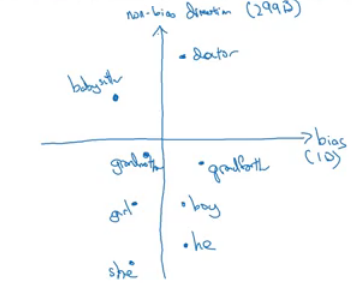 non-bias direction (299D)
doctor
babysitter
bias
(1D)
grandmother
grandfather
girl
boy
he
she